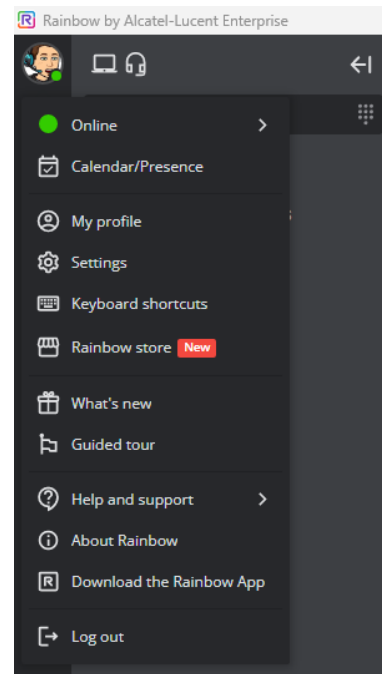 Rainbow by Alcatel-Lucent Enterprise
Online
Calendar/Presence
My profile
Settings
Keyboard shortcuts
Rainbow store New
What's new
Guided tour
Help and support
About Rainbow
Download the Rainbow App
Log out